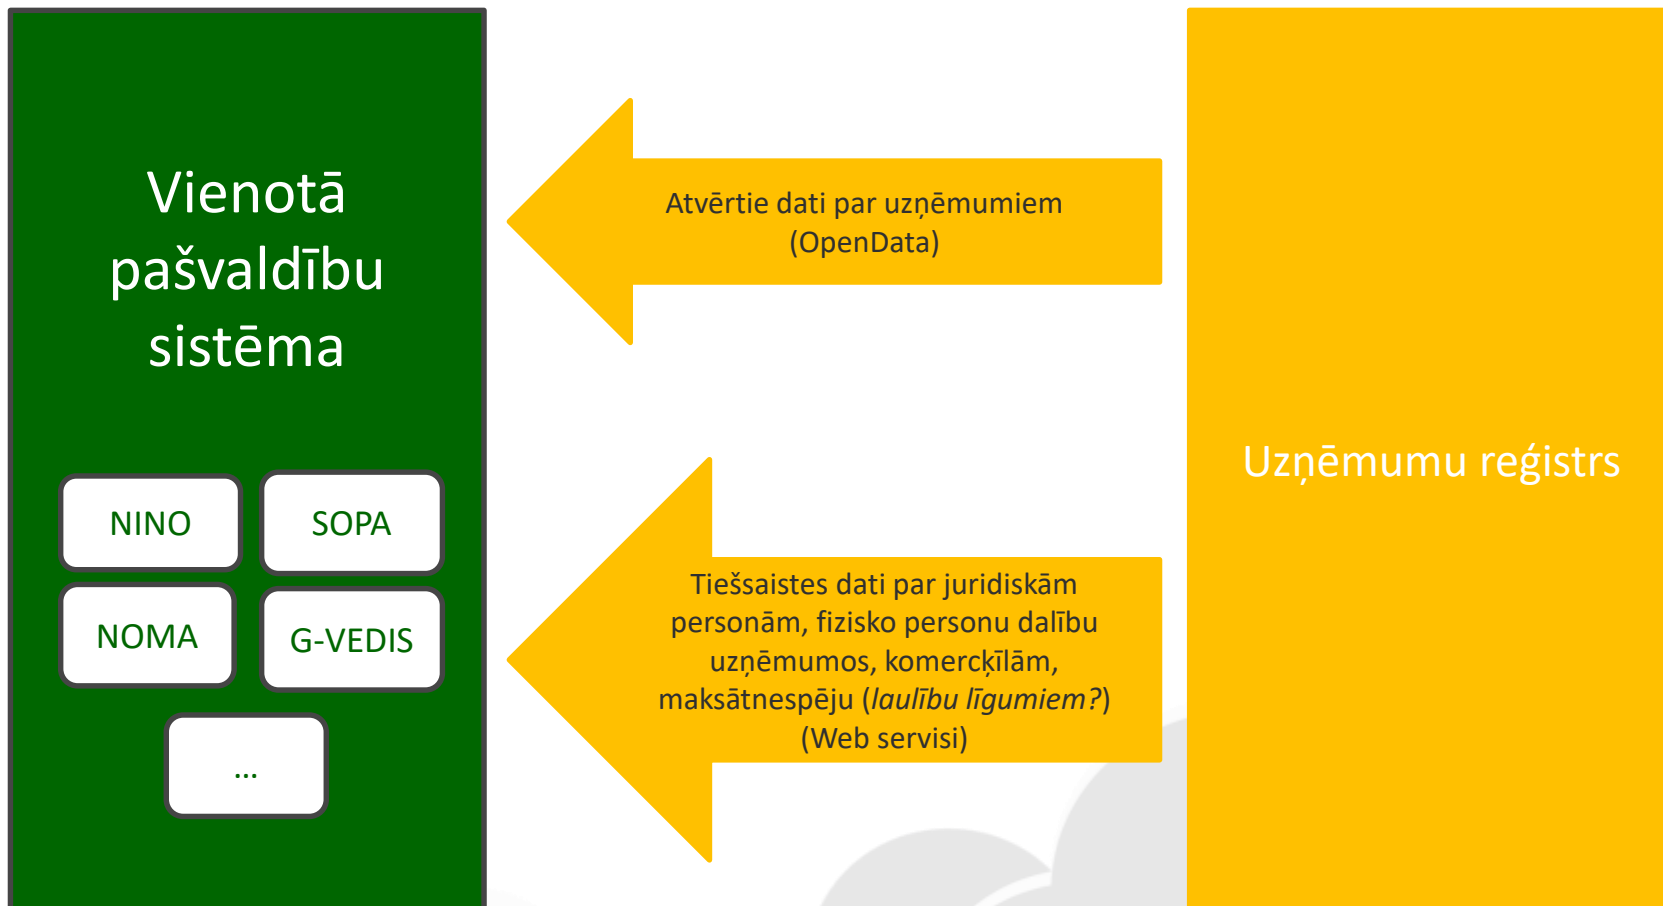 Vienotā
pašvaldību
sistēma
NINO
SOPA
NOMA
G-VEDIS
...
Atvērtie dati par uzņēmumiem
(OpenData)
Tiešsaistes dati par juridiskām
personām, fizisko personu dalību
uzņēmumos, komercķīlām,
maksātnespēju (laulību līgumiem?)
(Web servisi)
Uzņēmumu reģistrs